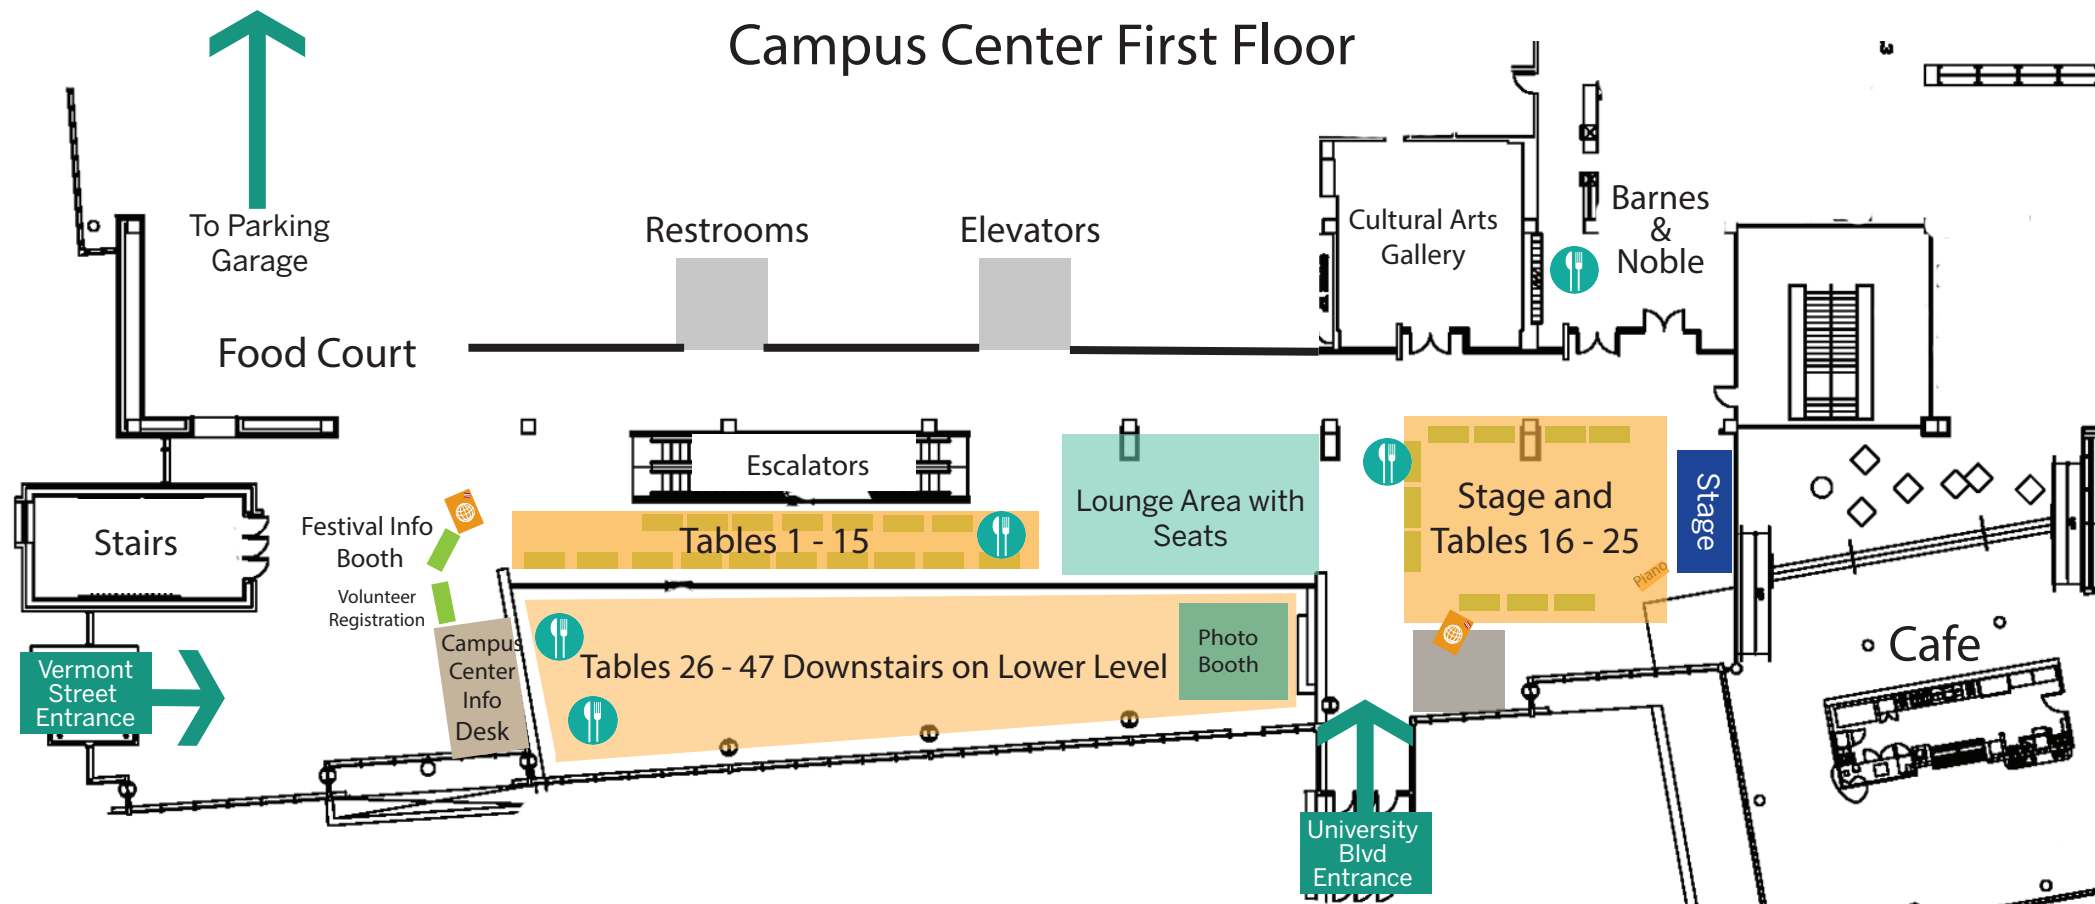 Campus Center First Floor
To Parking
Garage
Restrooms
Elevators
Cultural Arts
Gallery
Barnes
&
Noble
Food Court
Escalators
Lounge Area with
Seats
Stage and
Tables 16 - 25
Stage
Piano
Stairs
Festival Info
Booth
Tables 1 - 15
Volunteer
Registration
Campus
Center
Info
Desk
Tables 26 - 47 Downstairs on Lower Level
Photo
Booth
Cafe
Vermont
Street
Entrance
University
Blvd
Entrance